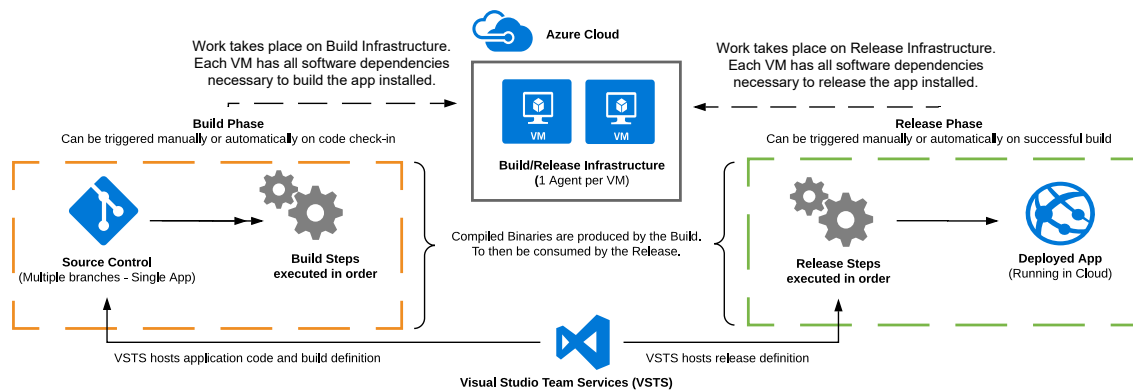 Azure Cloud
Work takes place on Build Infrastructure.
Each VM has all software dependencies
necessary to build the app installed.
Work takes place on Release Infrastructure.
Each VM has all software dependencies
necessary to release the app installed.
VM
VM
Build/Release Infrastructure
(1 Agent per VM)
Build Phase
Can be triggered manually or automatically on code check-in
Release Phase
Can be triggered manually or automatically on successful build
Source Control
(Multiple branches - Single App)
Build Steps
executed in order
Compiled Binaries are produced by the Build.
To then be consumed by the Release.
Release Steps
executed in order
Deployed App
(Running in Cloud)
VSTS hosts application code and build definition
VSTS hosts release definition
Visual Studio Team Services (VSTS)